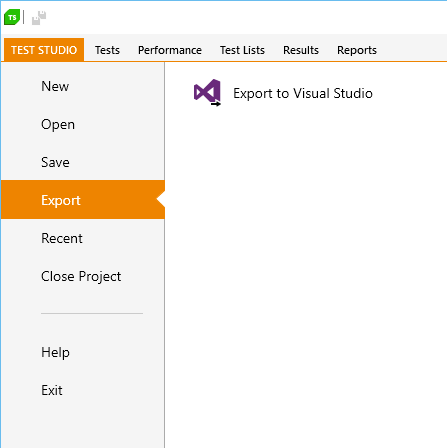 TS
TEST STUDIO Tests Performance Test Lists Results Reports
New
Export to Visual Studio
Open
Save
Export
Recent
Close Project
Help
Exit